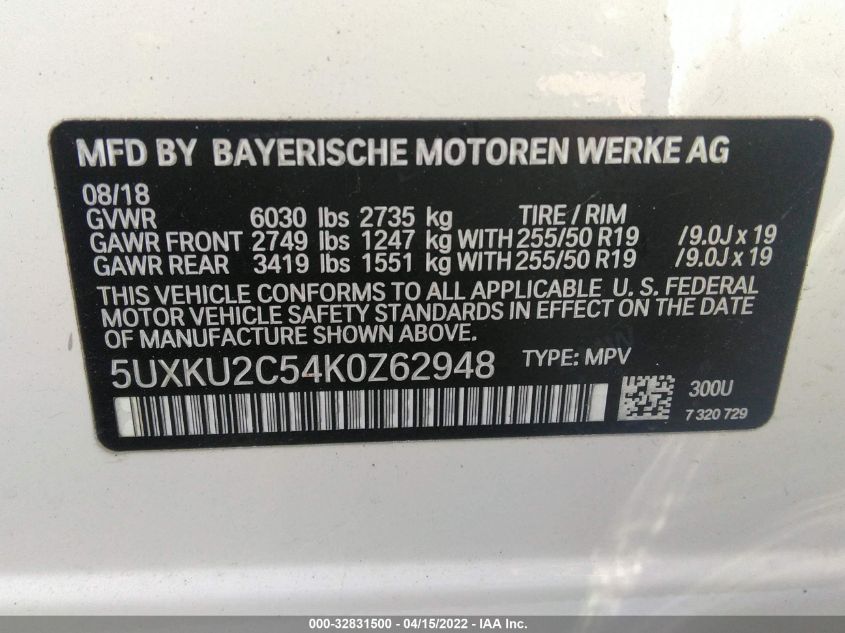 MFD BY BAYERISCHE MOTOREN WERKE AG
08/18
GVWR 6030 lbs 2735 kg TIRE / RIM
GAWR FRONT 2749 lbs 1247 kg WITH 255/50 R19 /9.0J x 19
GAWR REAR 3419 lbs 1551 kg WITH 255/50 R19 /9.0J x 19
THIS VEHICLE CONFORMS TO ALL APPLICABLE U. S. FEDERAL
MOTOR VEHICLE SAFETY STANDARDS IN EFFECT ON THE DATE
OF MANUFACTURE SHOWN ABOVE.
5UXKU2C54K0Z62948 TYPE: MPV
300U
7 320 729
000-32831500 - 04/15/2022 - IAA Inc.